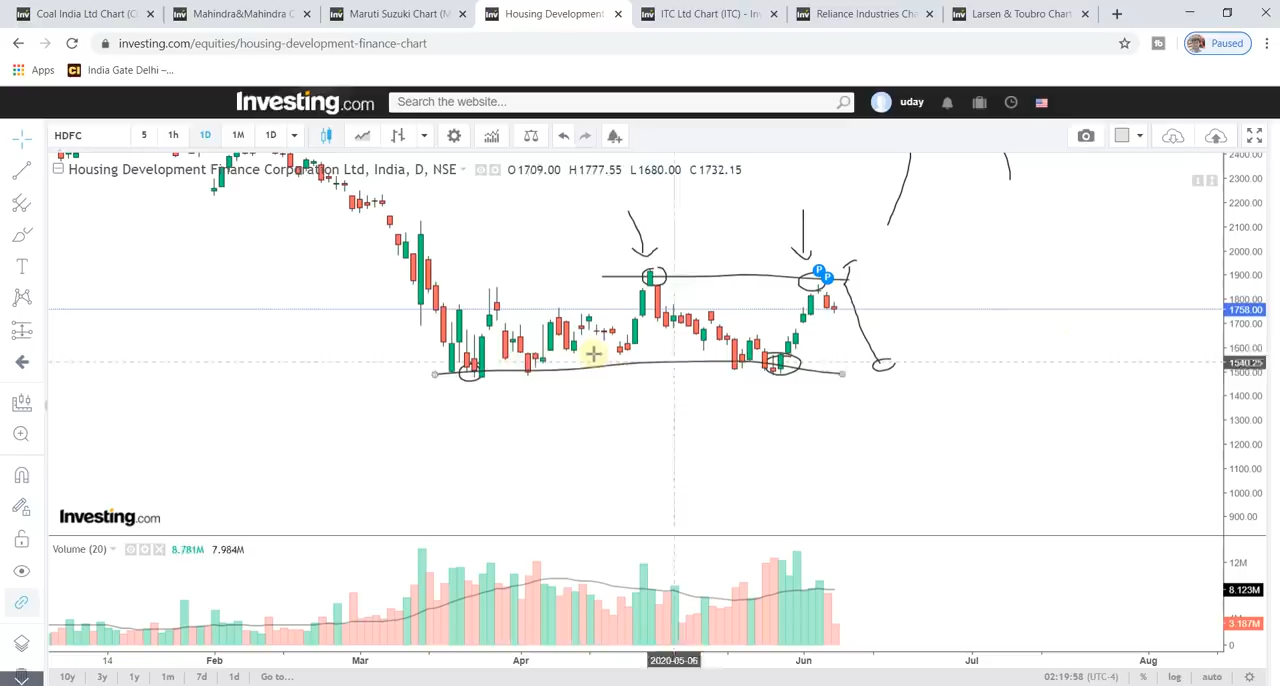 Coal India Ltd Chart (C
Mahindra&Mahindra C
Maruti Suzuki Chart (M
Housing Development
ITC Ltd Chart (ITC) - In
Reliance Industries Cha
Larsen & Toubro Chart
investing.com/equities/housing-development-finance-chart
Paused
Apps
India Gate Delhi –...
Investing.com
Search the website...
uday
HDFC
5
1h
1D
1M
1D
Housing Development Finance Corporation Ltd, India, D, NSE
O1709.00 H1777.55 L1680.00 C1732.15
2400.00
2300.00
2200.00
2100.00
2000.00
1900.00
1800.00
1758.00
1700.00
1600.00
1540.25
1500.00
1400.00
1300.00
1200.00
1100.00
1000.00
900.00
P
P
Investing.com
Volume (20)
8.781M 7.984M
12M
8.123M
3.187M
0
14
Feb
Mar
Apr
2020-05-06
Jun
Jul
Aug
10y
3y
1y
1m
7d
1d
Go to...
02:19:58 (UTC-4)
%
log
auto